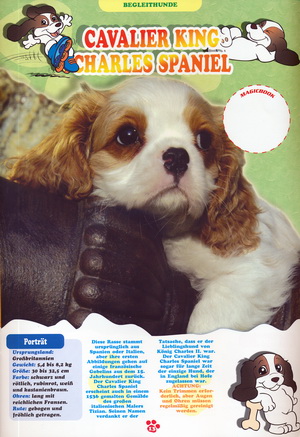 BEGLEITHUNDE
CAVALIER KING
CHARLES SPANIEL
MAGICBOOK
Porträt
Ursprungsland:
Großbritannien
Gewicht: 5,4 bis 8,2 kg
Größe: 30 bis 32,5 cm
Farbe: schwarz und
rötlich, rubinrot, weiß
und kastanienbraun.
Ohren: lang mit
reichlichen Fransen.
Rute: gebogen und
fröhlich getragen.
Diese Rasse stammt
ursprünglich aus
Spanien oder Italien,
aber ihre ersten
Abbildungen gehen auf
einige französische
Gobelins aus dem 15.
Jahrhundert zurück.
Der Cavalier King
Charles Spaniel
erscheint auch in einem
1538 gemalten Gemälde
des großen
Italienischen Malers
Tizian. Seinen Namen
verdankt er der
Tatsache, dass er der
Lieblingshund von
König Charles II. war.
Der Cavalier King
Charles Spaniel war
sogar für lange Zeit
der einzige Hund, der
in England bei Hofe
zugelassen war.
ACHTUNG:
Kein Trimmen erfor-
derlich, aber Augen
und Ohren müssen
regelmäßig gereinigt
werden.